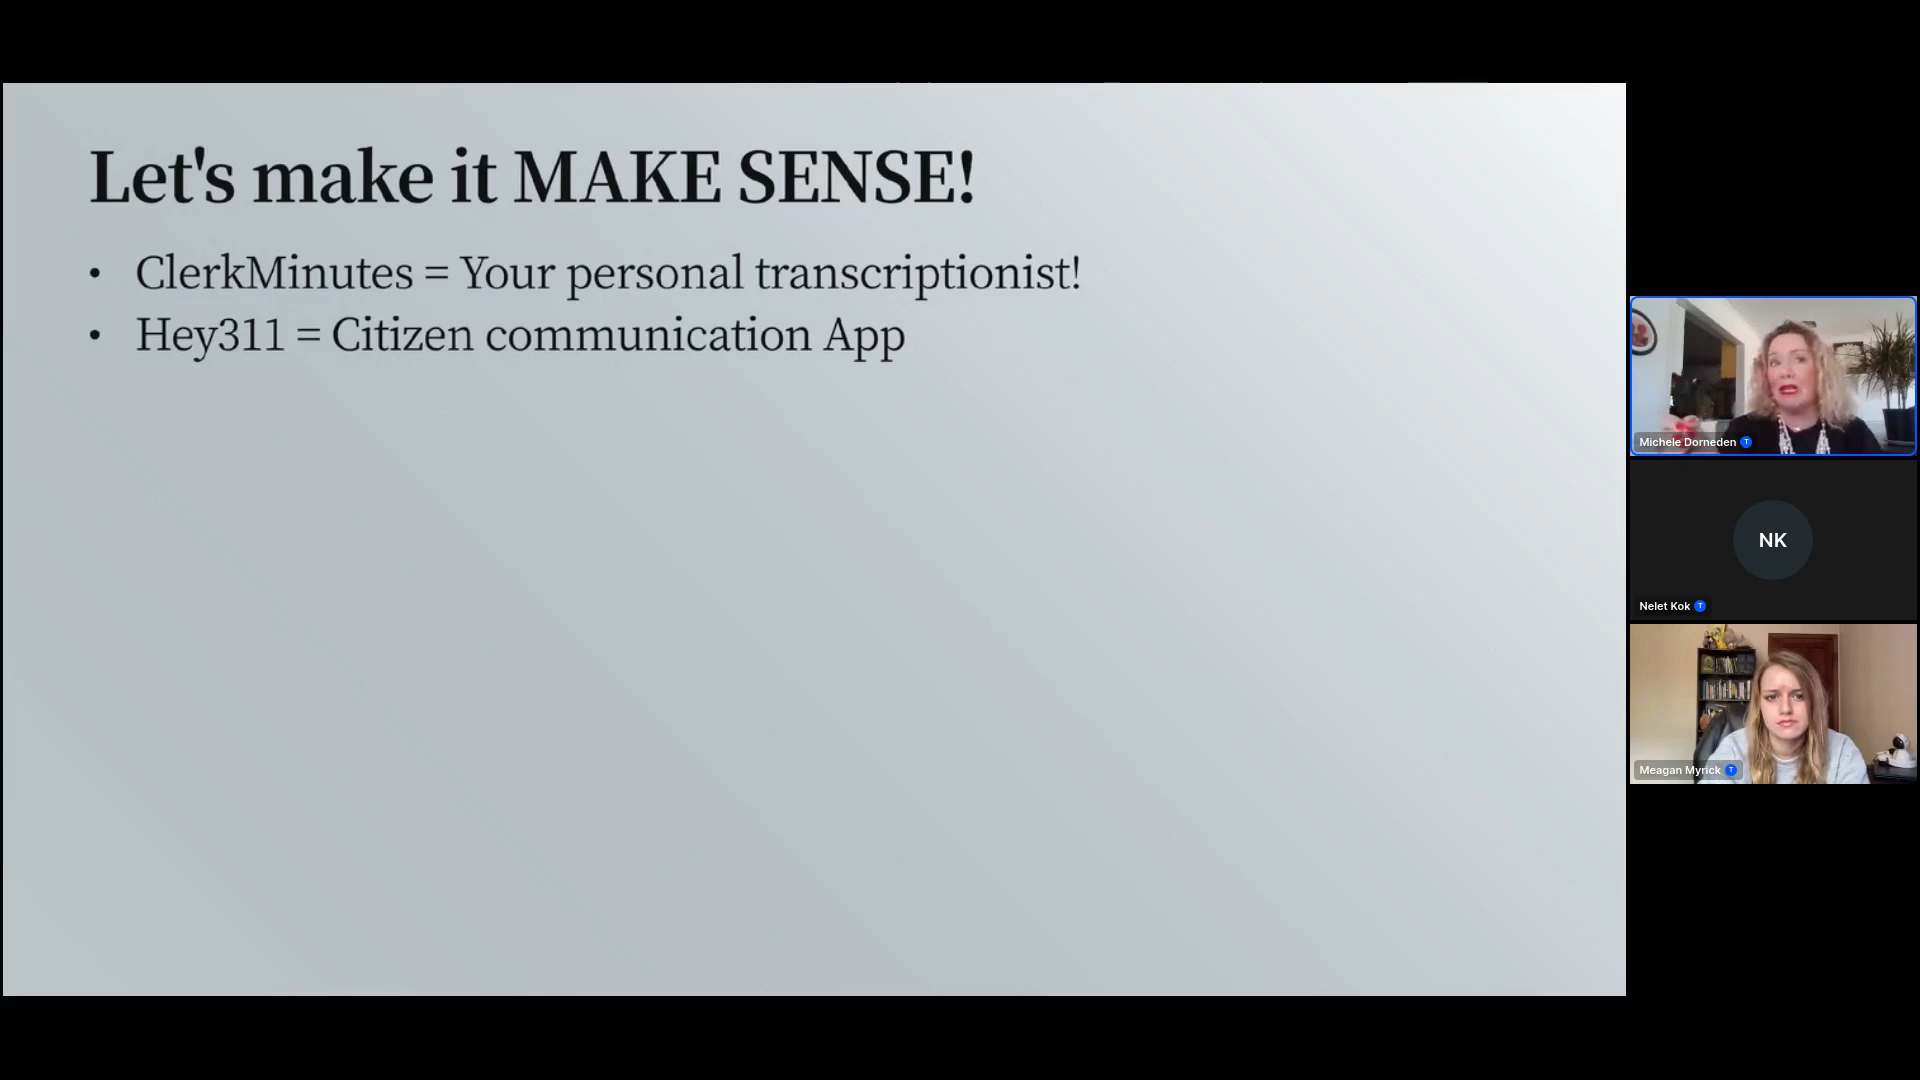 Let's make it MAKE SENSE!
• ClerkMinutes = Your personal transcriptionist!
• Hey311 = Citizen communication App
Michele Dorneden T
NK
Nelet Kok T
Meagan Myrick T